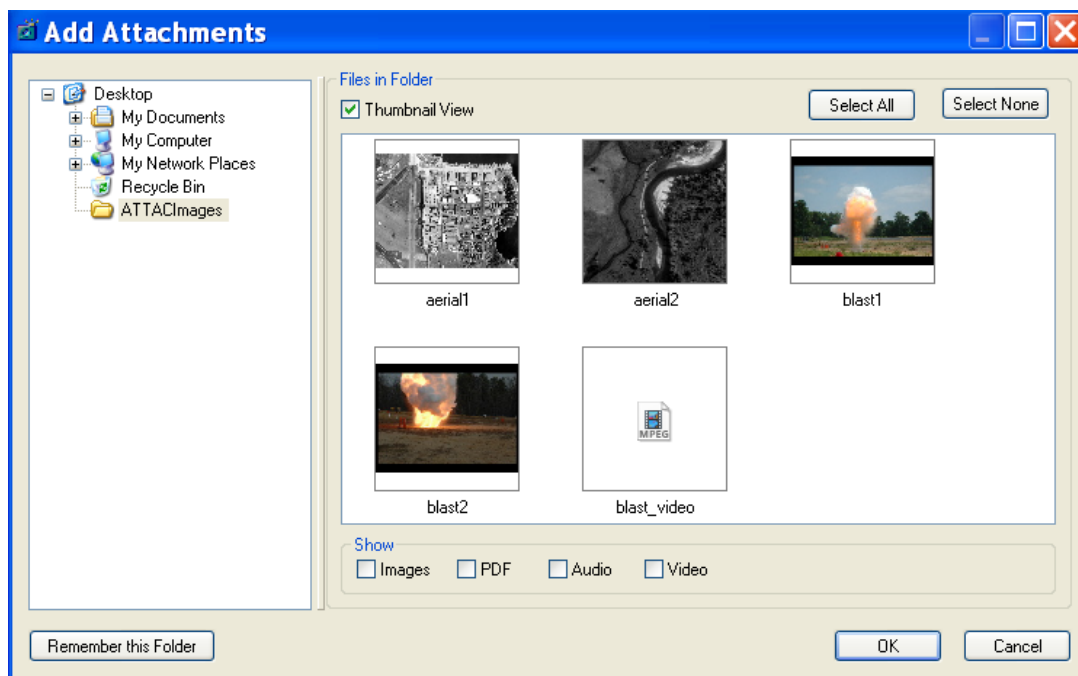 Add Attachments
Desktop
My Documents
My Computer
My Network Places
Recycle Bin
ATTACImages
Files in Folder
Thumbnail View
Select All
Select None
aerial1
aerial2
blast1
MPEG
blast2
blast_video
Show
Images
PDF
Audio
Video
Remember this Folder
OK
Cancel